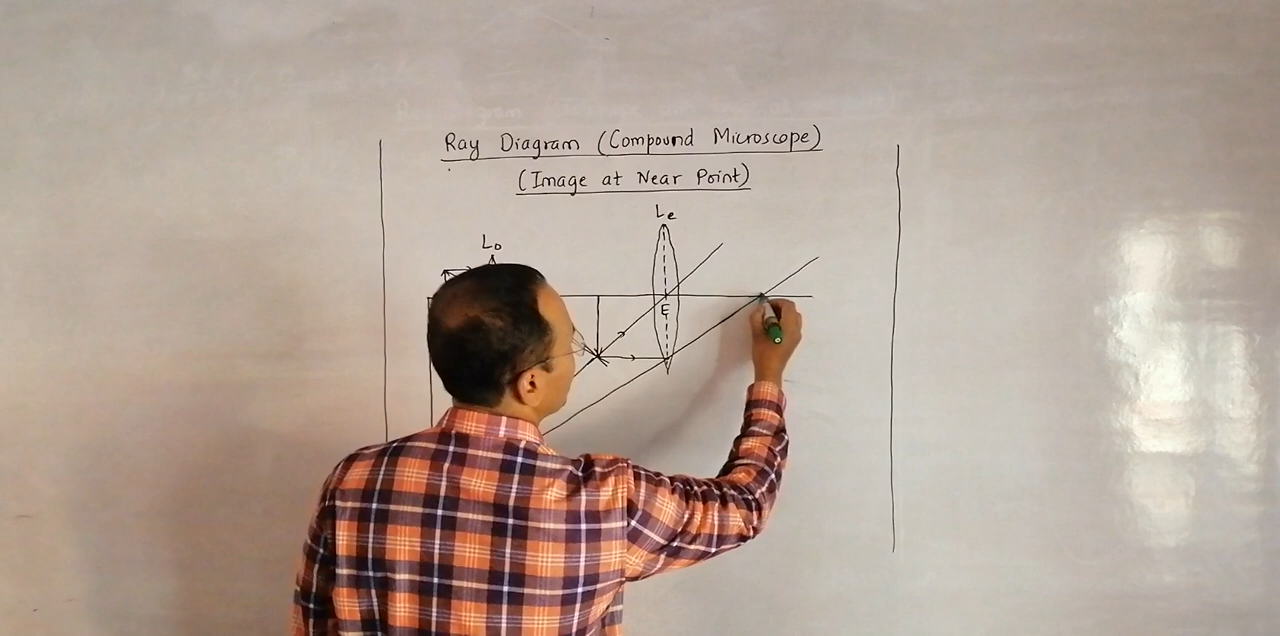 Ray Diagram (Compound Microscope)
(Image at Near Point)
Le
Lo
E